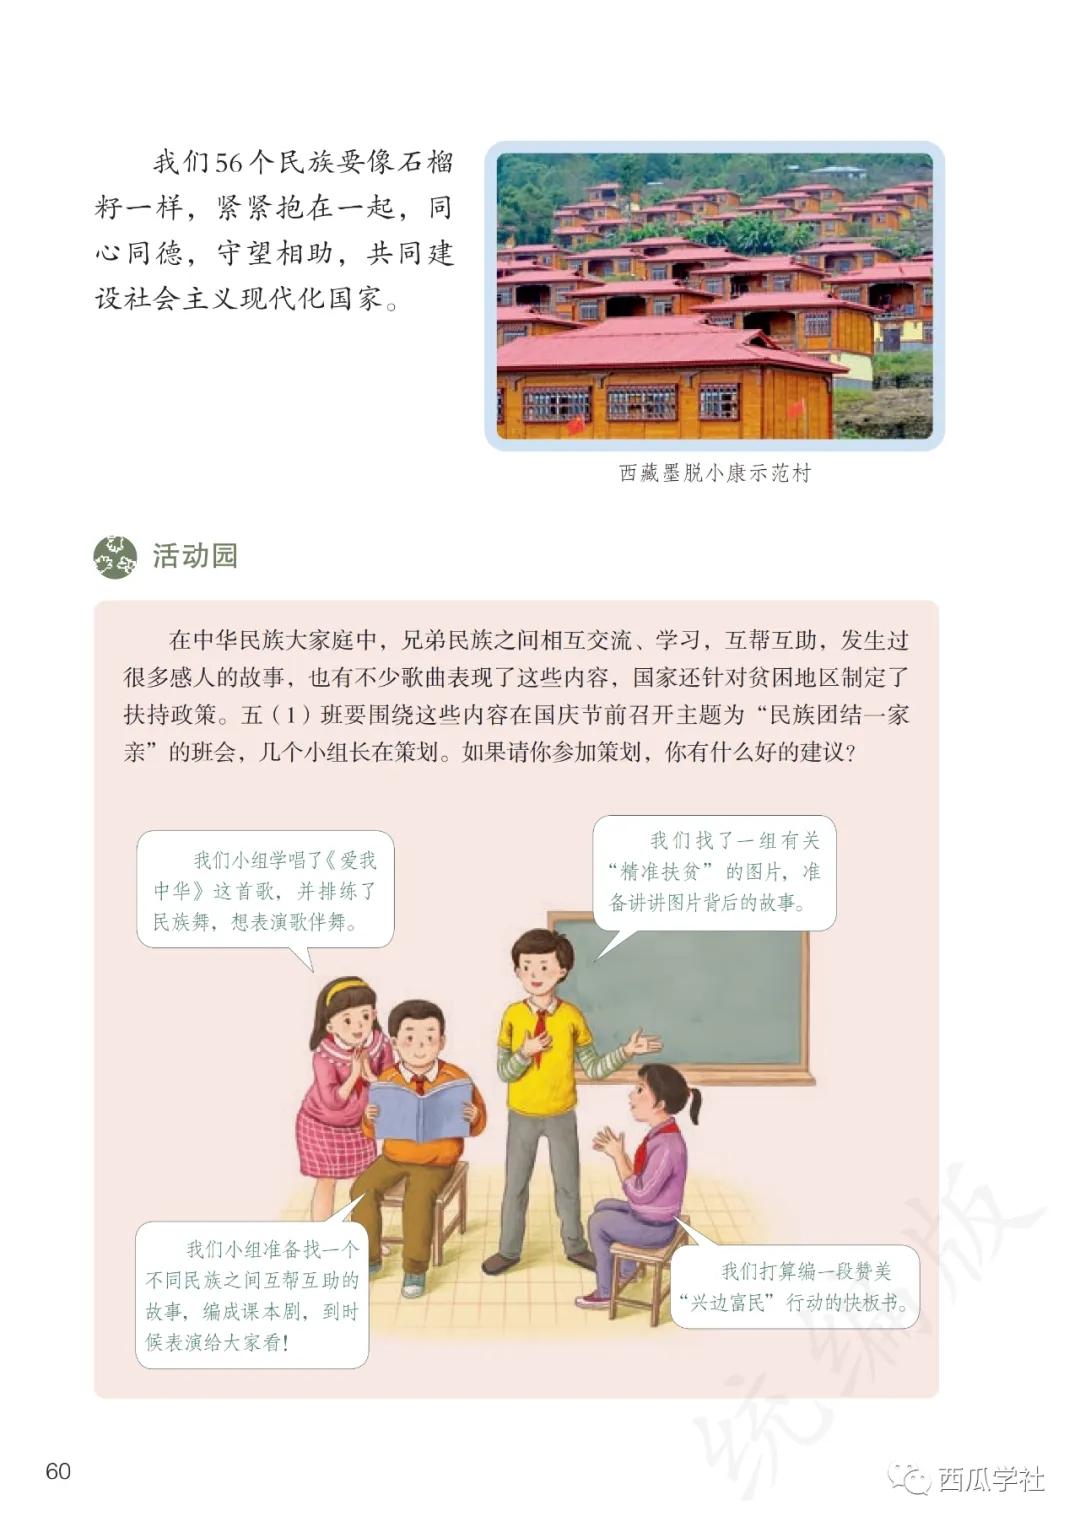 我们56个民族要像石榴
籽一样，紧紧抱在一起，同
心同德，守望相助，共同建
设社会主义现代化国家。
西藏墨脱小康示范村
活动园
在中华民族大家庭中，兄弟民族之间相互交流、学习，互帮互助，发生过
很多感人的故事，也有不少歌曲表现了这些内容，国家还针对贫困地区制定了
扶持政策。五（1）班要围绕这些内容在国庆节前召开主题为“民族团结一家
亲”的班会，几个小组长在策划。如果请你参加策划，你有什么好的建议？
我们小组学唱了《爱我
中华》这首歌，并排练了
民族舞，想表演歌伴舞。
我们找了一组有关
“精准扶贫”的图片，准
备讲讲图片背后的故事。
我们小组准备找一个
不同民族之间互帮互助的
故事，编成课本剧，到时
候表演给大家看！
我们打算编一段赞美
“兴边富民”行动的快板书。
统编版
60
西瓜学社